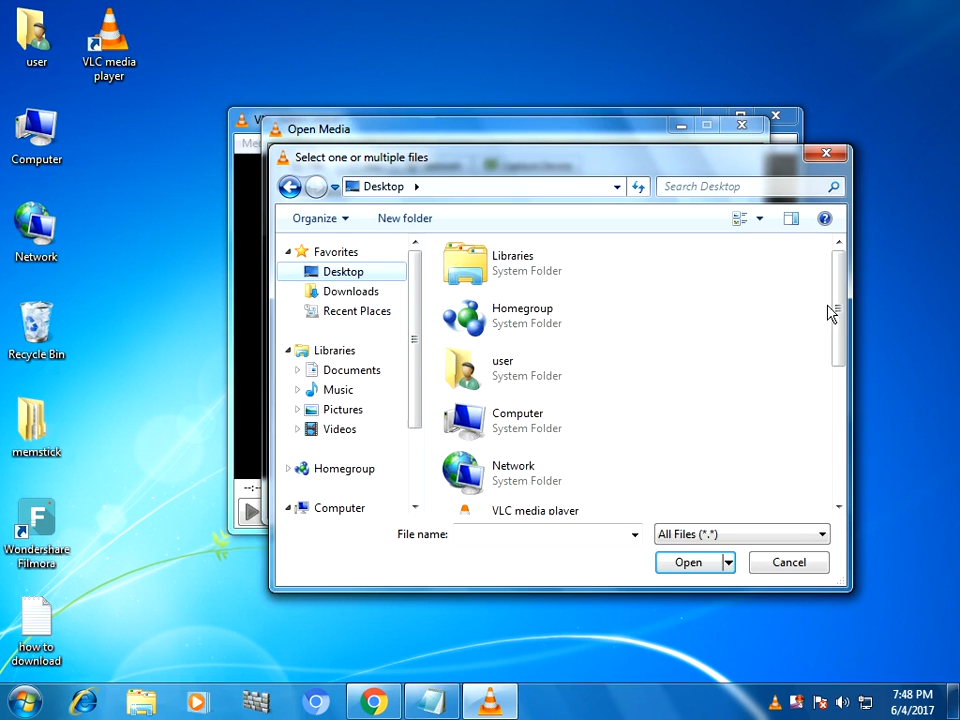 user
VLC media
player
Computer
Network
Recycle Bin
memstick
Wondershare
Filmora
how to
download
Open Media
Select one or multiple files
Desktop
Search Desktop
Organize
New folder
Favorites
Desktop
Downloads
Recent Places
Libraries
Documents
Music
Pictures
Videos
Homegroup
Computer
Libraries
System Folder
Homegroup
System Folder
user
System Folder
Computer
System Folder
Network
System Folder
VLC media player
File name:
All Files (*.*)
Open
Cancel
--:--
7:48 PM
6/4/2017